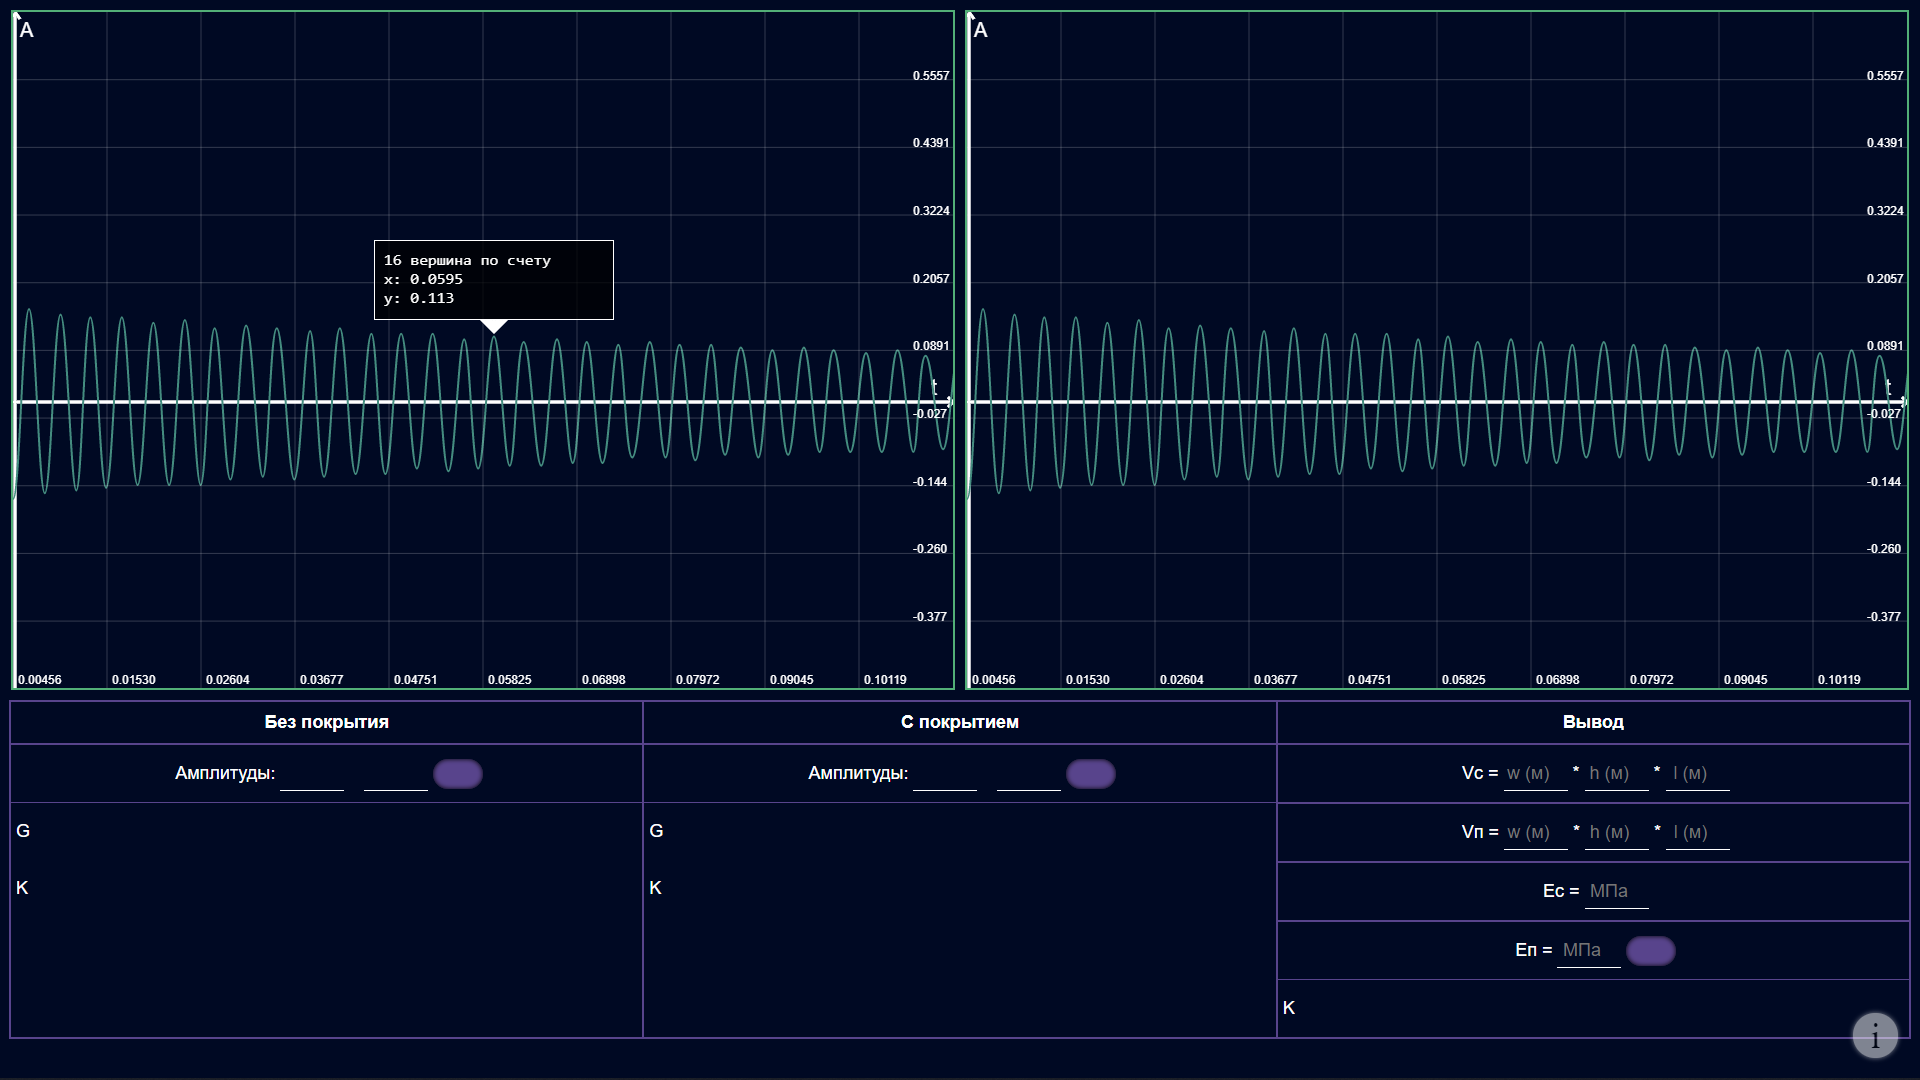 A
0.5557
0.4391
0.3224
0.2057
0.0891
t
-0.027
-0.144
-0.260
-0.377
0.00456 0.01530 0.02604 0.03677 0.04751 0.05825 0.06898 0.07972 0.09045 0.10119
16 вершина по счету
x: 0.0595
y: 0.113
A
0.5557
0.4391
0.3224
0.2057
0.0891
t
-0.027
-0.144
-0.260
-0.377
0.00456 0.01530 0.02604 0.03677 0.04751 0.05825 0.06898 0.07972 0.09045 0.10119
Без покрытия
Амплитуды:
G
K
С покрытием
Амплитуды:
G
K
Вывод
Vc = w (м) * h (м) * l (м)
Vп = w (м) * h (м) * l (м)
Eс = МПа
Eп = МПа
K
i